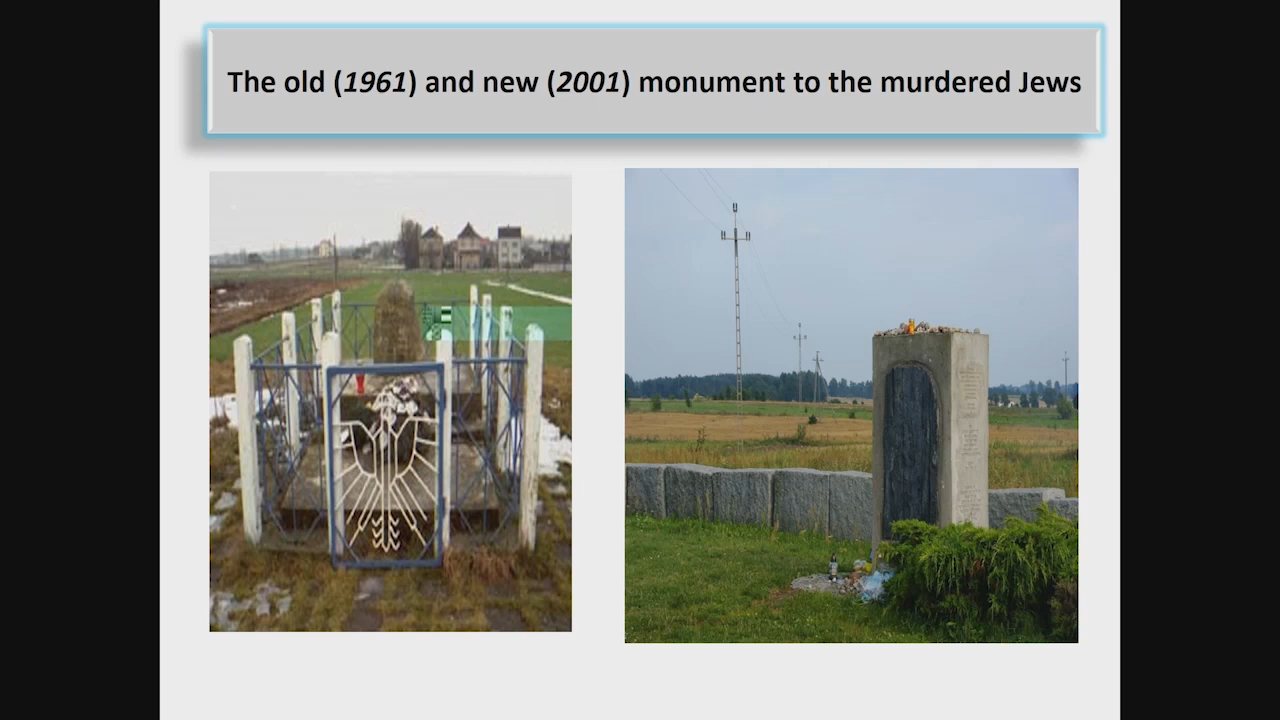 The old (1961) and new (2001) monument to the murdered Jews